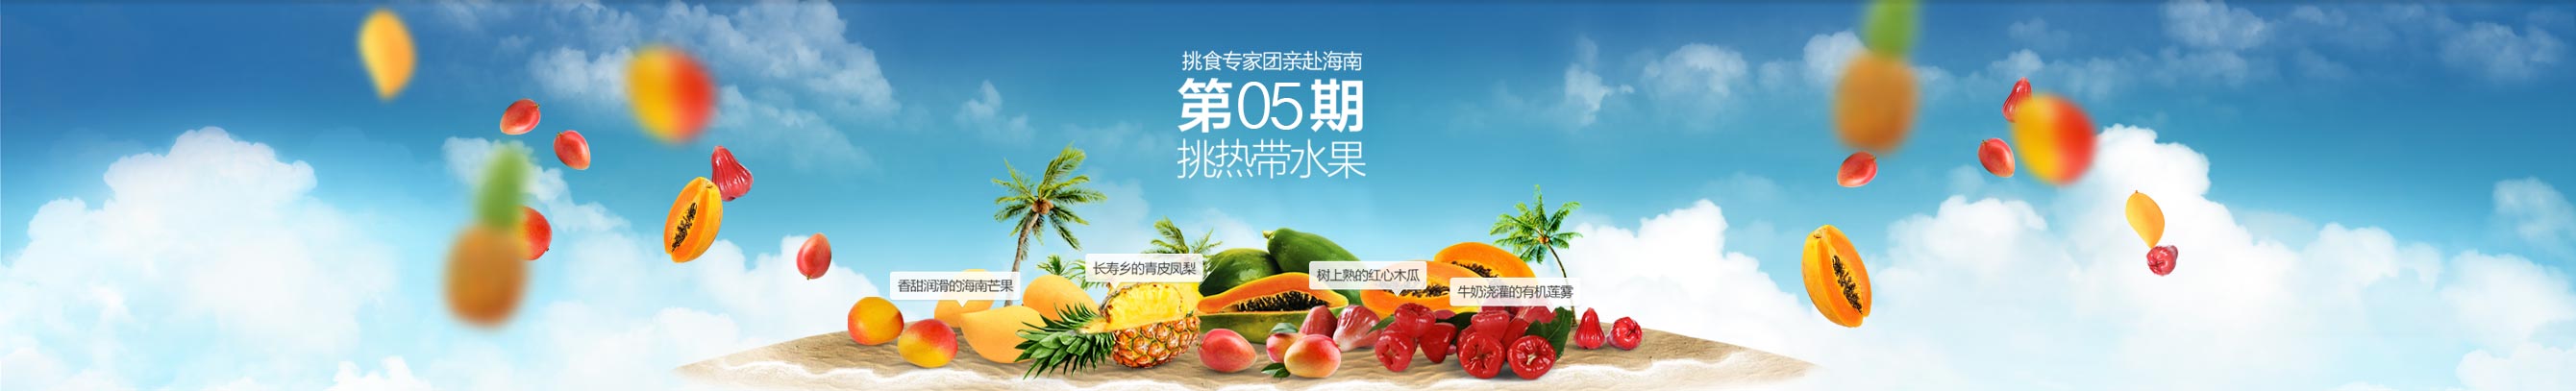 挑食专家团亲赴海南
第05期
挑热带水果
长寿乡的青皮凤梨
树上熟的红心木瓜
香甜润滑的海南芒果
牛奶浇灌的有机莲雾